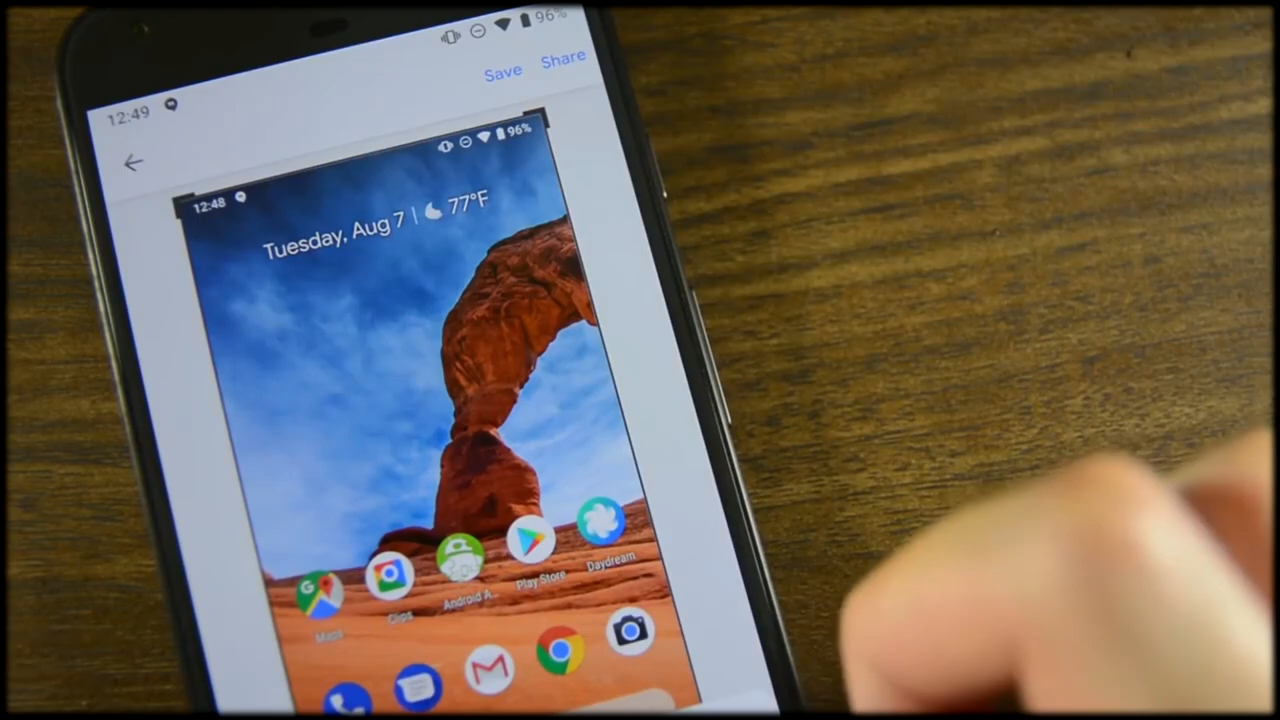 96%
Save Share
12:49
96%
12:48
Tuesday, Aug 7 | 77°F
Maps
Clips
Android A...
Play Store
Daydream